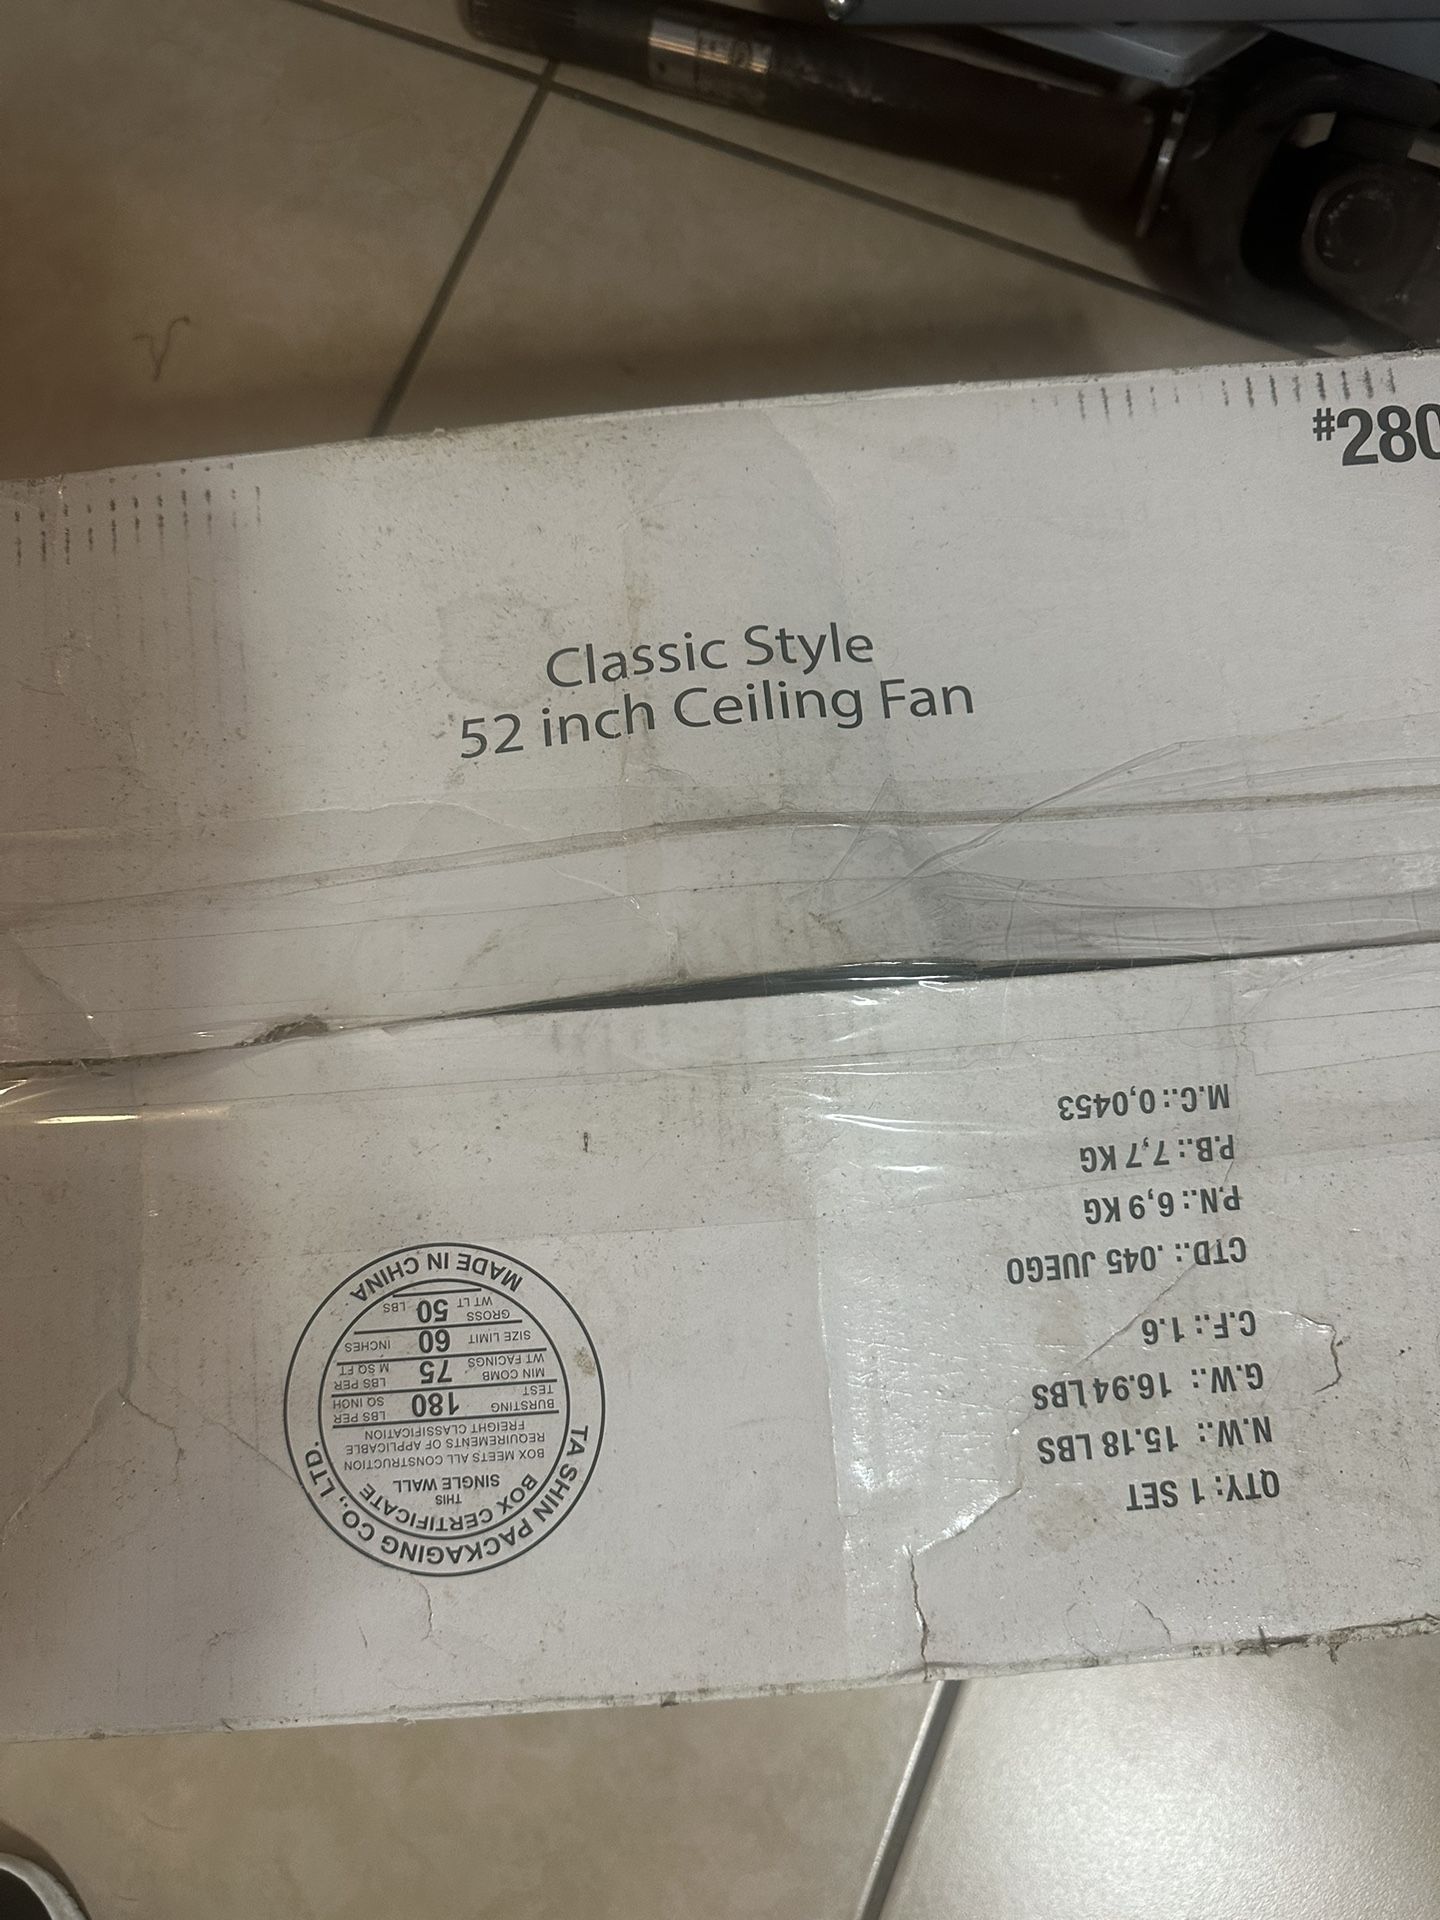 #280
Classic Style
52 inch Ceiling Fan
QTY: 1 SET
N.W.: 15.18 LBS
G.W.: 16.94 LBS
C.F.: 1.6
CTD.: .045 JUEGO
P.N.: 6,9 KG
P.B.: 7,7 KG
M.C.: 0,0453
TA SHIN PACKAGING CO., LTD.
BOX CERTIFICATE
THIS
SINGLE WALL
BOX MEETS ALL CONSTRUCTION
REQUIREMENTS OF APPLICABLE
FREIGHT CLASSIFICATION
BURSTING TEST 180 LBS PER SQ INCH
MIN COMB WT FACINGS 75 LBS PER M SQ FT
SIZE LIMIT 60 INCHES
GROSS WT LT 50 LBS
MADE IN CHINA